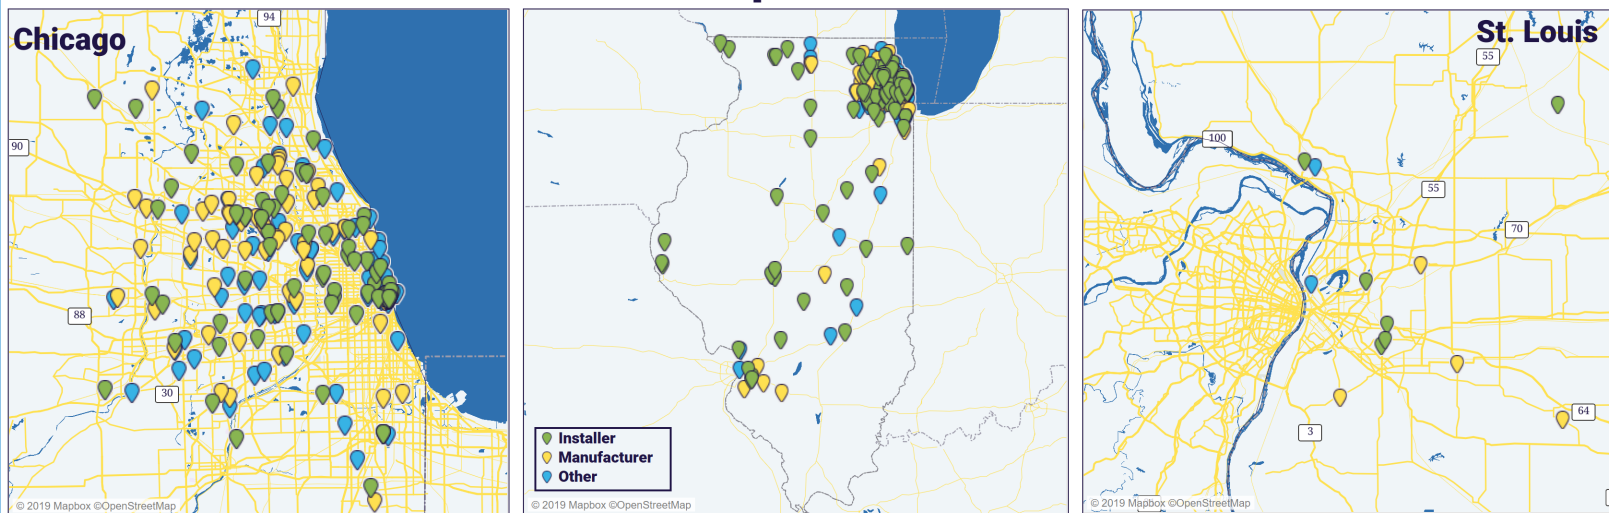 Chicago
94
90
88
30
© 2019 Mapbox ©OpenStreetMap
Installer
Manufacturer
Other
© 2019 Mapbox ©OpenStreetMap
St. Louis
55
100
55
70
64
3
© 2019 Mapbox ©OpenStreetMap